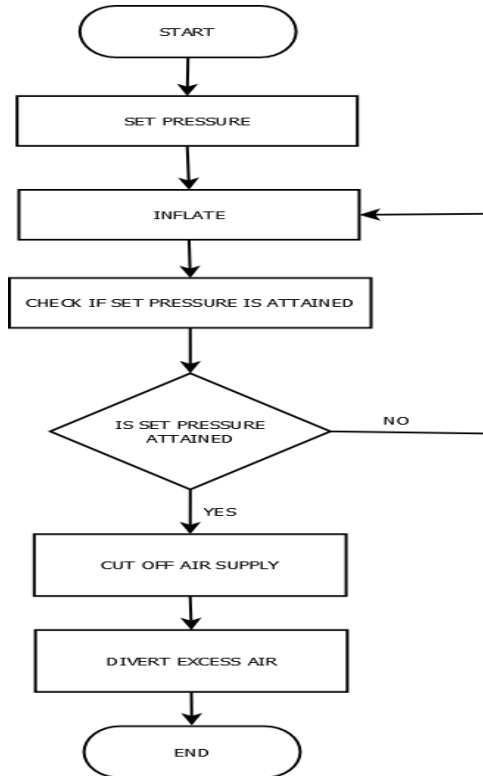 START
SET PRESSURE
INFLATE
CHECK IF SET PRESSURE IS ATTAINED
IS SET PRESSURE
ATTAINED
NO
YES
CUT OFF AIR SUPPLY
DIVERT EXCESS AIR
END